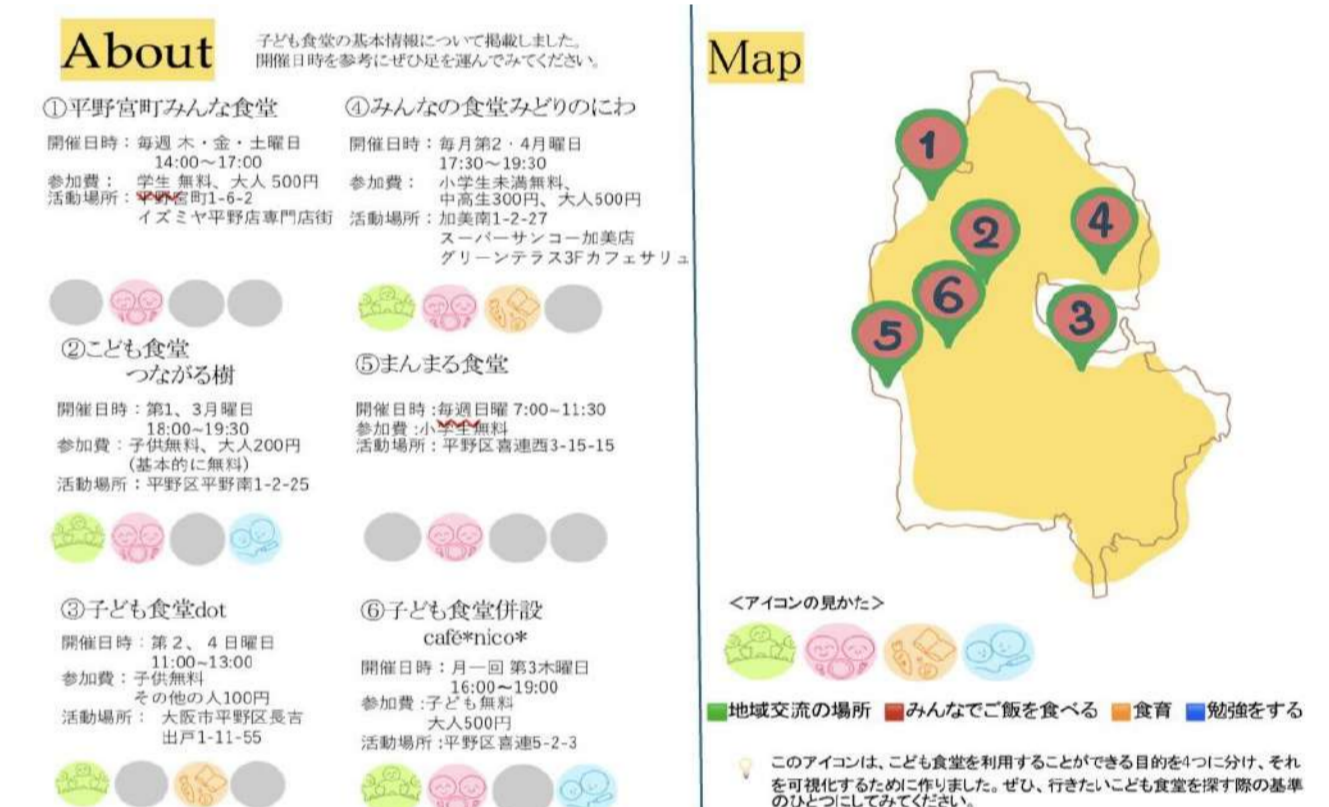 About
子ども食堂の基本情報について掲載しました。
開催日時を参考にぜひ足を運んでみてください。
①平野宮町みんな食堂
開催日時：毎週 木・金・土曜日
14:00〜17:00
参加費： 学生 無料、大人 500円
活動場所：平野宮町1-6-2
イズミヤ平野店専門店街
②こども食堂
つながる樹
開催日時：第1、3月曜日
18:00~19:30
参加費：子供無料、大人200円
(基本的に無料)
活動場所：平野区平野南1-2-25
③子ども食堂dot
開催日時：第２、４日曜日
11:00~13:00
参加費：子供無料
その他の人100円
活動場所： 大阪市平野区長吉
出戸1-11-55
④みんなの食堂みどりのにわ
開催日時：毎月第2・4月曜日
17:30〜19:30
参加費： 小学生未満無料、
中高生300円、大人500円
活動場所：加美南1-2-27
スーパーサンコー加美店
グリーンテラス3Fカフェサリュ
⑤まんまる食堂
開催日時:毎週日曜 7:00~11:30
参加費:小学生無料
活動場所：平野区喜連西3-15-15
⑥子ども食堂併設
café*nico*
開催日時：月一回 第3木曜日
16:00〜19:00
参加費:子ども無料
大人500円
活動場所:平野区喜連5-2-3
Map
1
2
4
6
3
5
＜アイコンの見かた＞
地域交流の場所 みんなでご飯を食べる 食育 勉強をする
このアイコンは、こども食堂を利用することができる目的を4つに分け、それ
を可視化するために作りました。ぜひ、行きたいこども食堂を探す際の基準
のひとつにしてみてください。